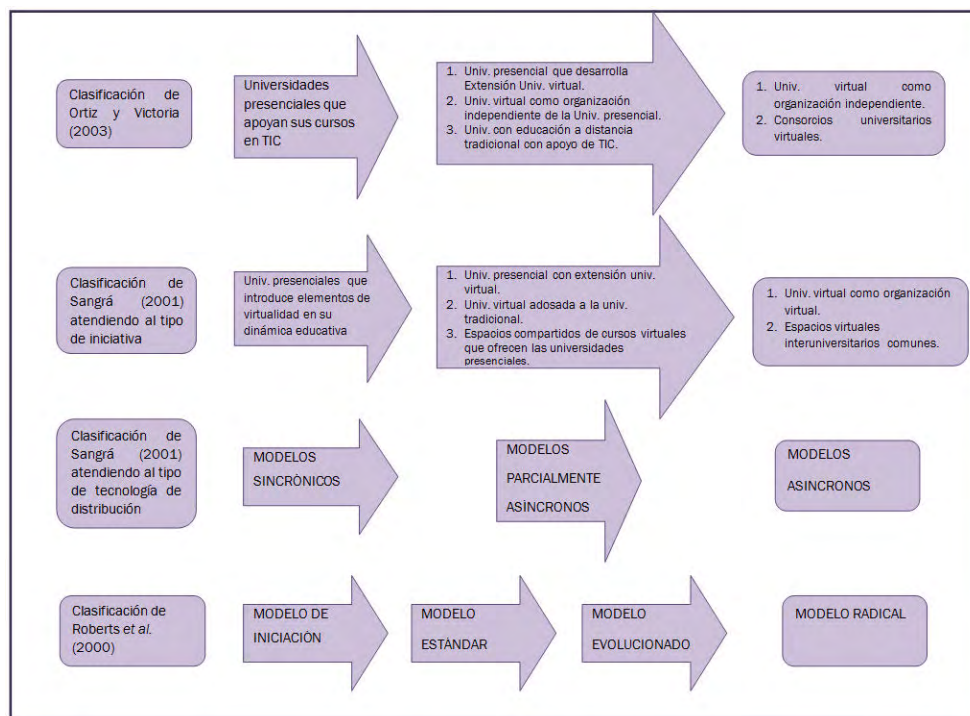 Clasificación de
Ortiz y Victoria
(2003)
Universidades
presenciales que
apoyan sus cursos
en TIC
1. Univ. presencial que desarrolla
Extensión Univ. virtual.
2. Univ. virtual como organización
independiente de la Univ. presencial.
3. Univ. con educación a distancia
tradicional con apoyo de TIC.
1. Univ. virtual como
organización independiente.
2. Consorcios universitarios
virtuales.
Clasificación de
Sangrá (2001)
atendiendo al tipo
de iniciativa
Univ. presenciales que
introduce elementos de
virtualidad en su
dinámica educativa
1. Univ. presencial con extensión univ.
virtual.
2. Univ. virtual adosada a la univ.
tradicional.
3. Espacios compartidos de cursos virtuales
que ofrecen las universidades
presenciales.
1. Univ. virtual como organización
virtual.
2. Espacios virtuales
interuniversitarios comunes.
Clasificación de
Sangrá (2001)
atendiendo al tipo
de tecnología de
distribución
MODELOS
SINCRÓNICOS
MODELOS
PARCIALMENTE
ASÍNCRONOS
MODELOS
ASINCRONOS
Clasificación de
Roberts et al.
(2000)
MODELO DE
INICIACIÓN
MODELO
ESTÁNDAR
MODELO
EVOLUCIONADO
MODELO RADICAL